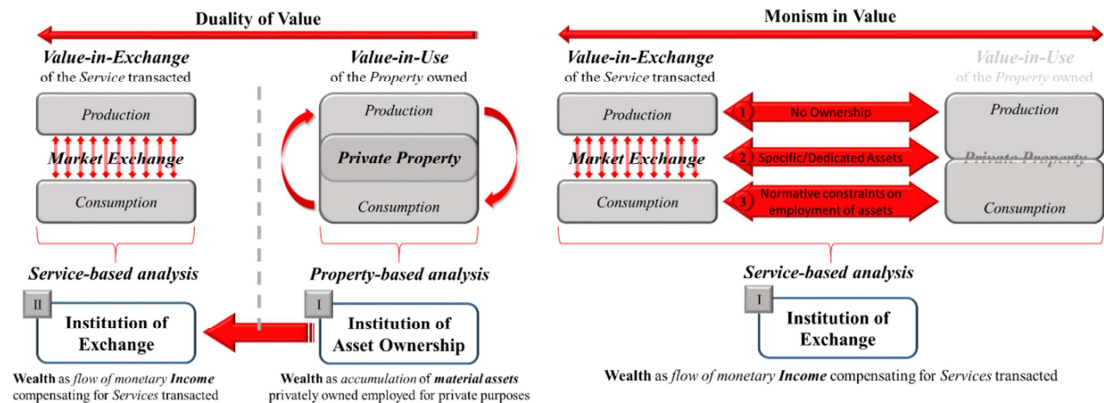 Duality of Value
Value-in-Exchange
of the Service transacted
Production
Market Exchange
Consumption
Service-based analysis
II
Institution of
Exchange
Wealth as flow of monetary Income
compensating for Services transacted
Value-in-Use
of the Property owned
Production
Private Property
Consumption
Property-based analysis
I
Institution of
Asset Ownership
Wealth as accumulation of material assets
privately owned employed for private purposes
Monism in Value
Value-in-Exchange
of the Service transacted
Production
Market Exchange
Consumption
1 No Ownership
2 Specific/Dedicated Assets
3 Normative constraints on
employment of assets
Value-in-Use
of the Property owned
Production
Private Property
Consumption
Service-based analysis
I
Institution of
Exchange
Wealth as flow of monetary Income compensating for Services transacted